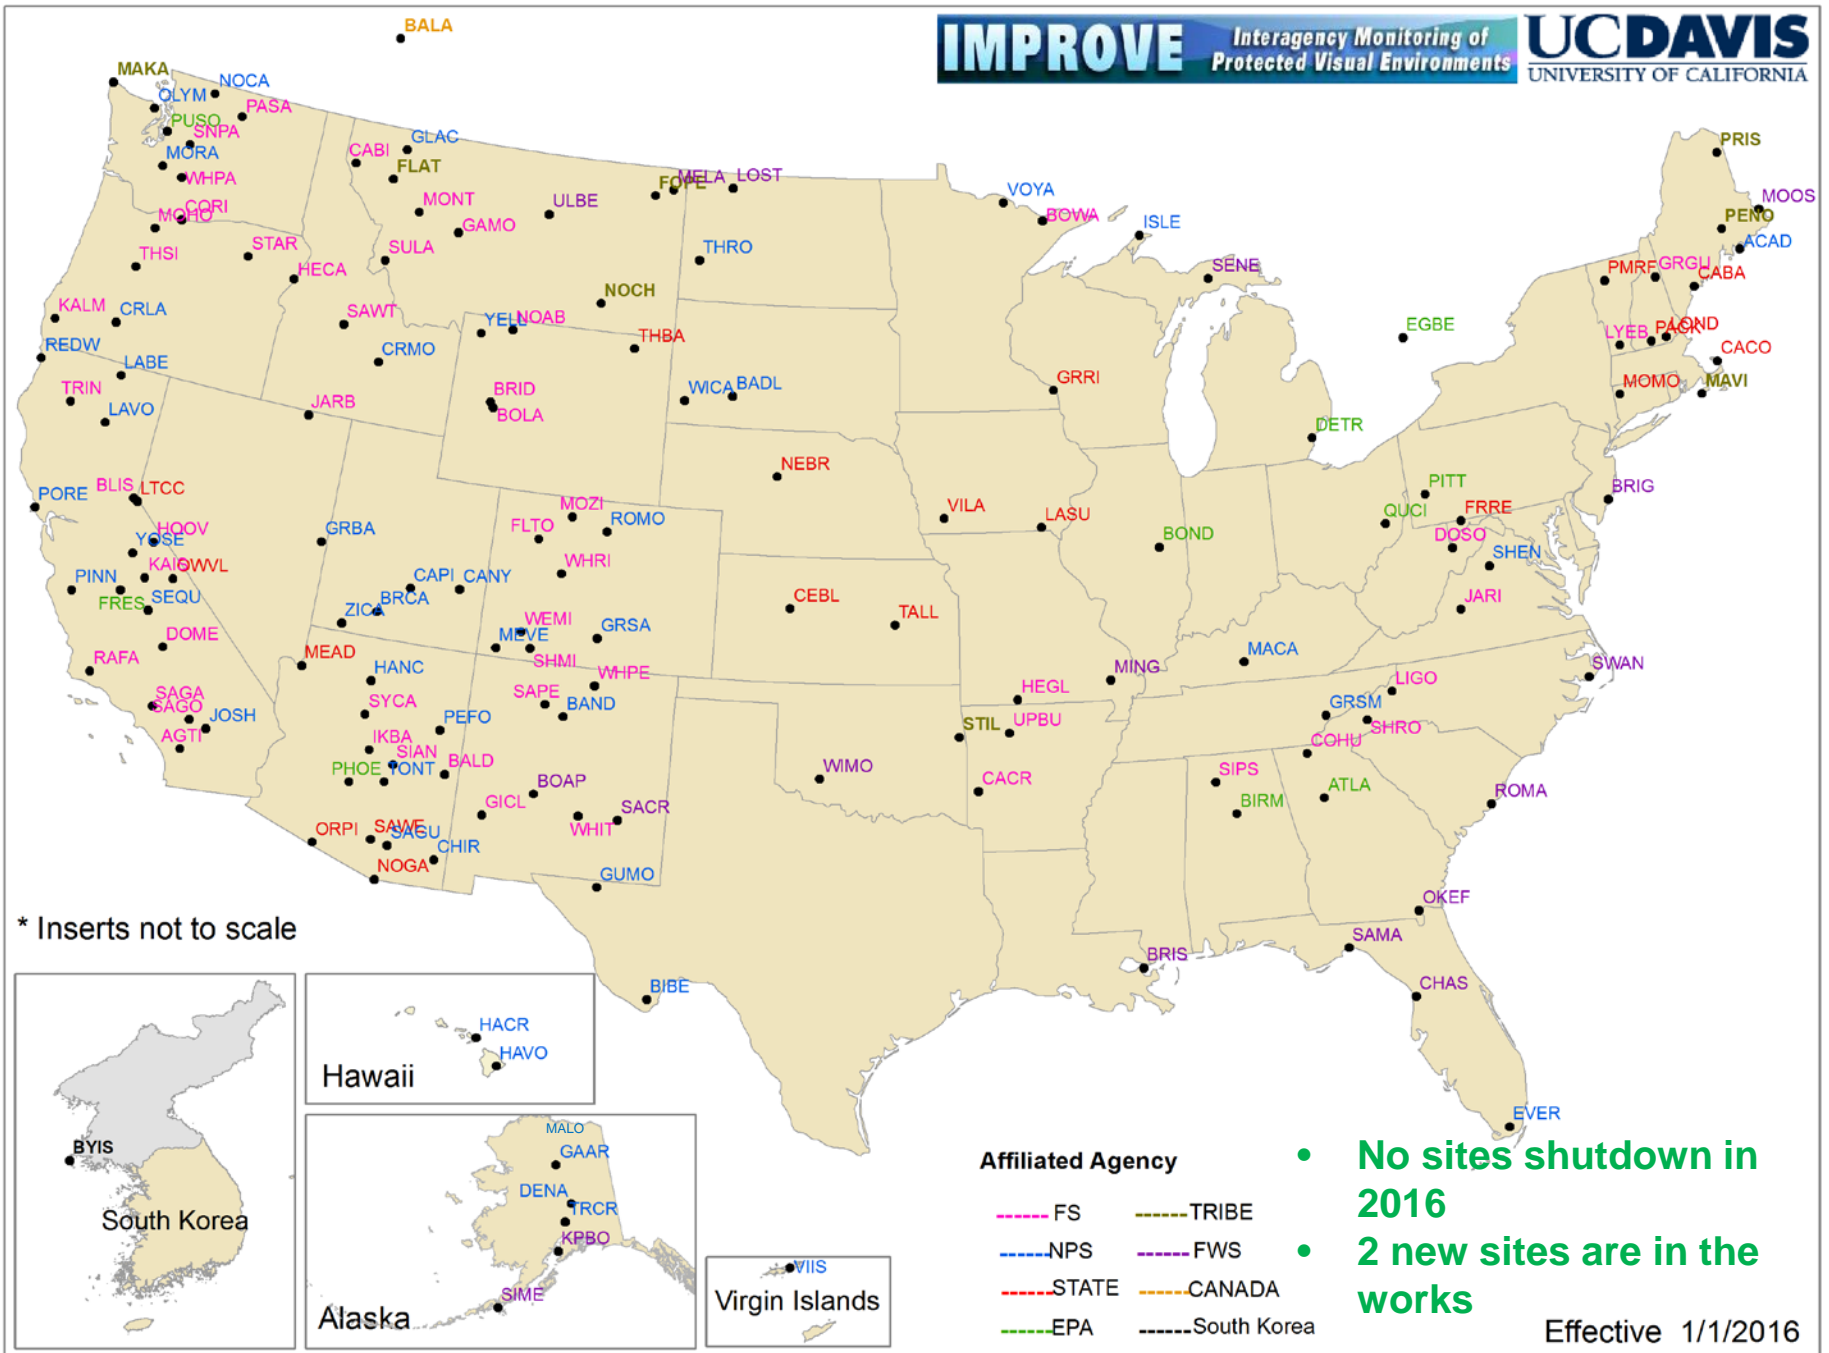 BALA
IMPROVE
Interagency Monitoring of
Protected Visual Environments
UCDAVIS
UNIVERSITY OF CALIFORNIA
MAKA
NOCA
OLYM
PASA
PUSO
SNPA
MORA
WHPA
CORI
MOHO
THSI
STAR
HECA
KALM
CRLA
REDW
LABE
TRIN
LAVO
CABI
GLAC
FLAT
MONT
GAMO
SULA
ULBE
FOPE
MELA
LOST
THRO
NOCH
SAWT
YELL
NOAB
THBA
CRMO
BRID
BOLA
JARB
WICA
BADL
VOYA
BOWA
ISLE
SENE
PRIS
MOOS
PENO
ACAD
PMRF
GRGU
CABA
EGBE
LYEB
PACK
LOND
CACO
MOMO
MAVI
GRRI
DETR
NEBR
PITT
BRIG
BLIS
LTCC
PORE
VILA
LASU
QUCI
FRRE
MOZI
FLTO
ROMO
HOOV
YOSE
GRBA
BOND
DOSO
SHEN
WHRI
KAIS
OWVL
PINN
FRES
SEQU
CAPI
CANY
BRCA
ZICA
CEBL
TALL
JARI
DOME
WEMI
MEVE
GRSA
SHMI
RAFA
MEAD
HANC
WHPE
MACA
MING
SWAN
SAGA
SAGO
JOSH
AGTI
SYCA
SAPE
BAND
HEGL
LIGO
GRSM
SHRO
PEFO
IKBA
SIAN
STIL
UPBU
COHU
PHOE
TONT
BALD
BOAP
WIMO
CACR
SIPS
ATLA
BIRM
ROMA
GICL
SACR
WHIT
ORPI
SAWE
SAGU
CHIR
NOGA
GUMO
OKEF
SAMA
BRIS
CHAS
BIBE
EVER
* Inserts not to scale
BYIS
South Korea
HACR
HAVO
Hawaii
MALO
GAAR
DENA
TRCR
KPBO
SIME
Alaska
VIIS
Virgin Islands
Affiliated Agency
FS
TRIBE
NPS
FWS
STATE
CANADA
EPA
South Korea
• No sites shutdown in
2016
• 2 new sites are in the
works
Effective 1/1/2016